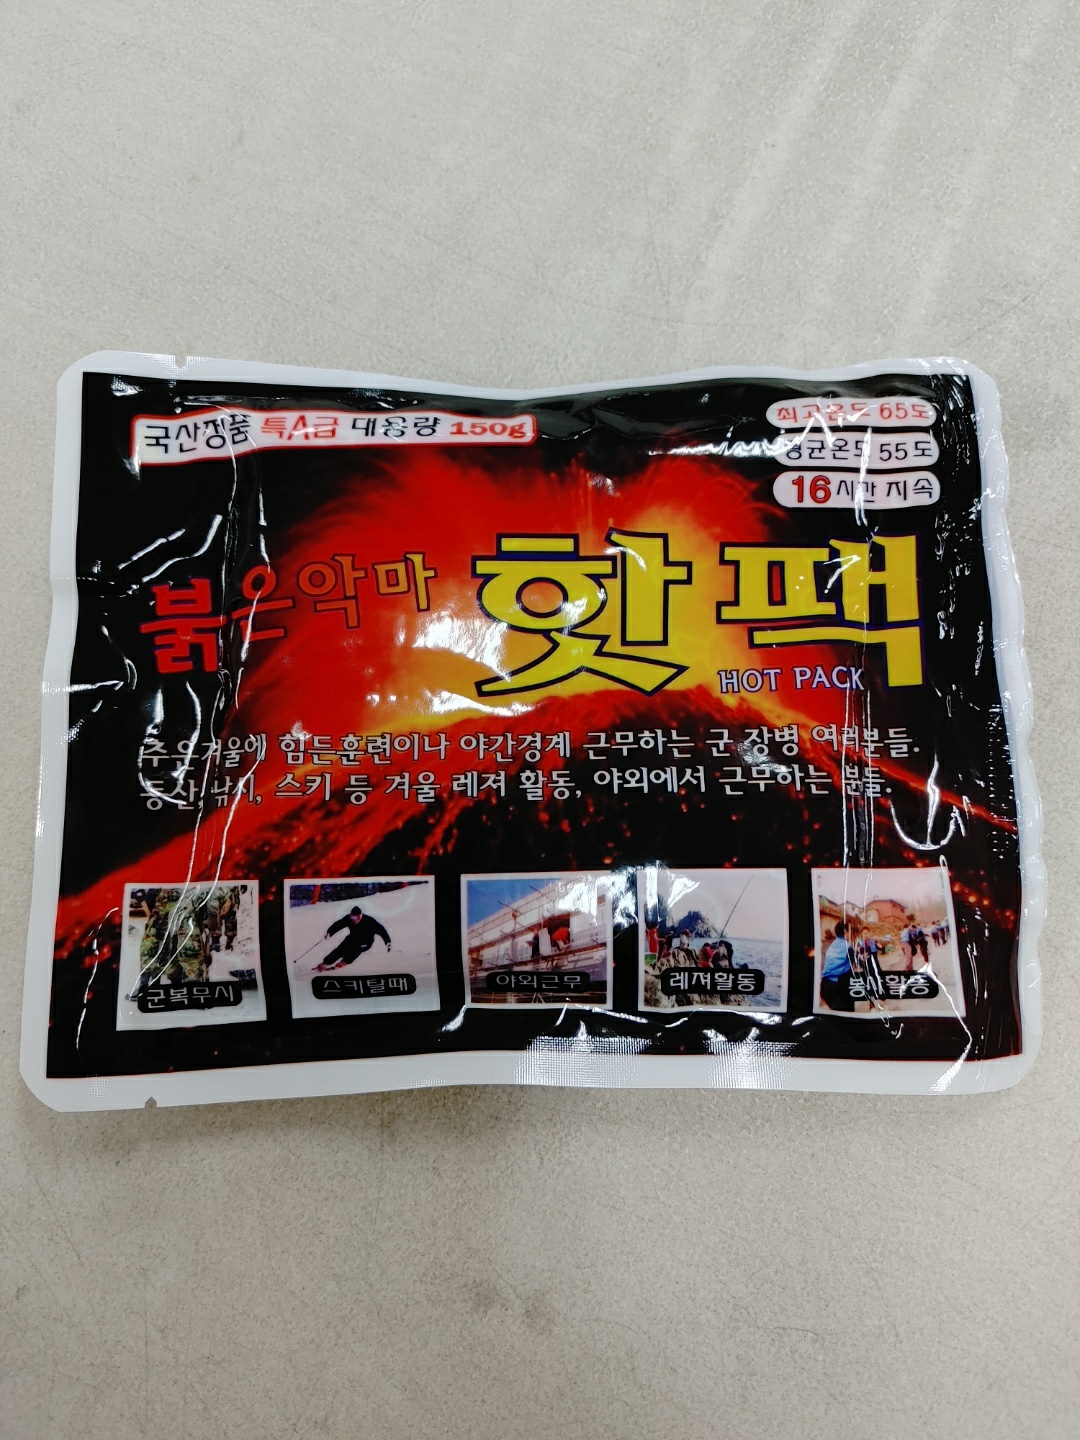 국산정품 특A급 대용량 150g
최고온도 65도
평균온도 55도
16시간 지속
붉은악마 핫팩
HOT PACK
추운겨울에 힘든훈련이나 야간경계 근무하는 군 장병 여러분들.
등산, 낚시, 스키 등 겨울 레져 활동, 야외에서 근무하는 분들.
군복무시
스키탈때
야외근무
레져활동
봉사활동